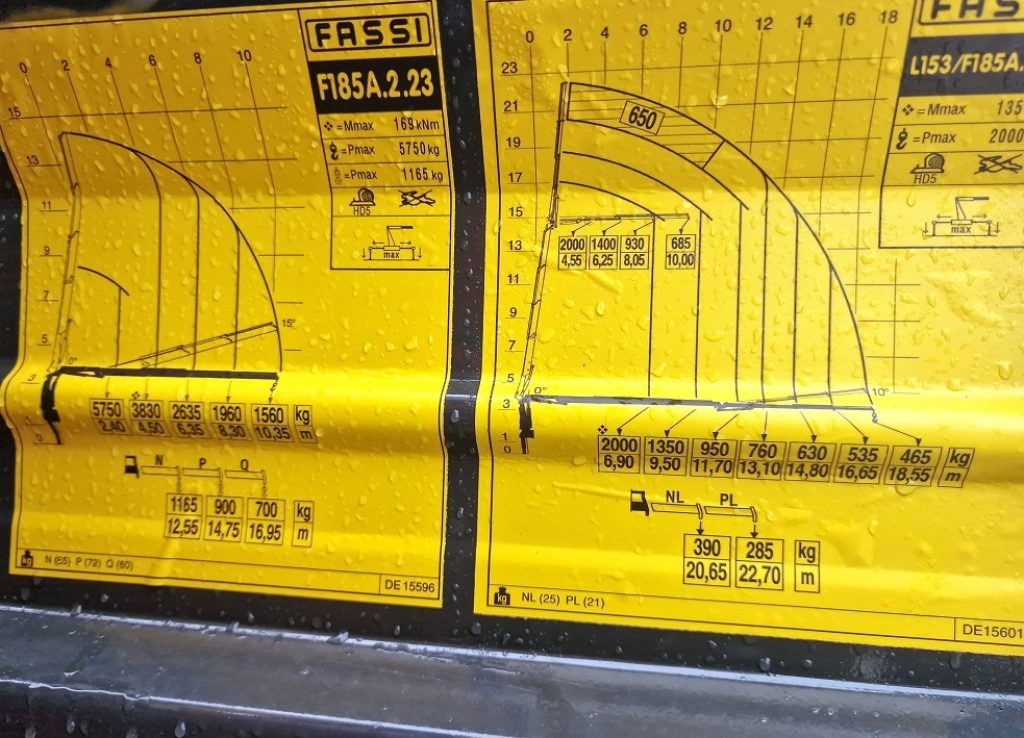 FASSI
F185A.2.23
=Mmax 169 kNm
=Pmax 5750 kg
=Pmax 1165 kg
HD5
max
0 2 4 6 8 10
15
13
11
9
7
5
3
1
0
0°
15°
5750 3830 2635 1960 1560 kg
2,40 4,50 6,35 8,30 10,35 m
N P Q
1165 900 700 kg
12,55 14,75 16,95 m
kg N (65) P (72) Q (60)
DE 15596
FAS
L153/F185A.
=Mmax 135
=Pmax 2000
HD5
max
0 2 4 6 8 10 12 14 16 18
23
21
19
17
15
13
11
9
7
5
3
1
0
650
2000 1400 930 685
4,55 6,25 8,05 10,00
0°
10°
2000 1350 950 760 630 535 465 kg
6,90 9,50 11,70 13,10 14,80 16,65 18,55 m
NL PL
390 285 kg
20,65 22,70 m
kg NL (25) PL (21)
DE15601